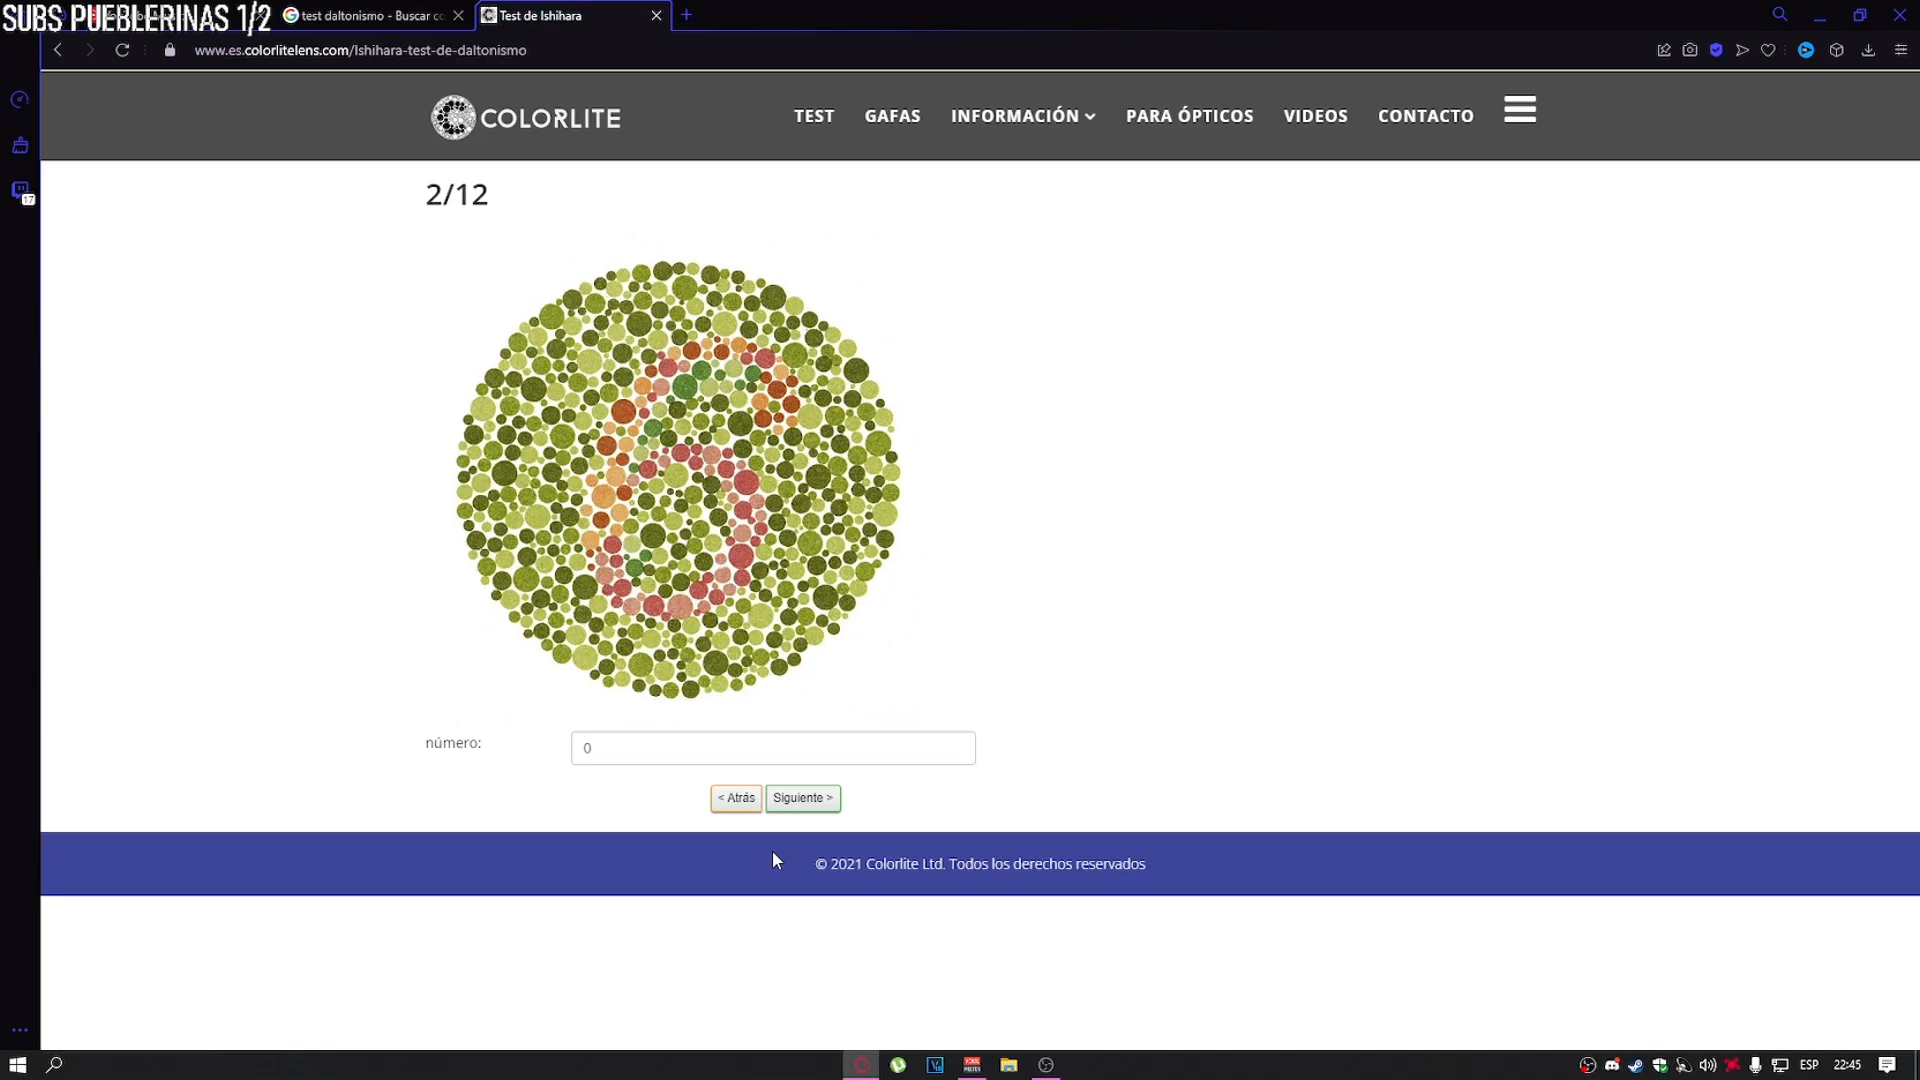 SUBS PUEBLERINAS 1/2
test daltonismo - Buscar co
Test de Ishihara
www.es.colorlitelens.com/Ishihara-test-de-daltonismo
17
COLORLITE
TEST
GAFAS
INFORMACIÓN
PARA ÓPTICOS
VIDEOS
CONTACTO
2/12
6
número:
0
< Atrás
Siguiente >
© 2021 Colorlite Ltd. Todos los derechos reservados
ESP
22:45